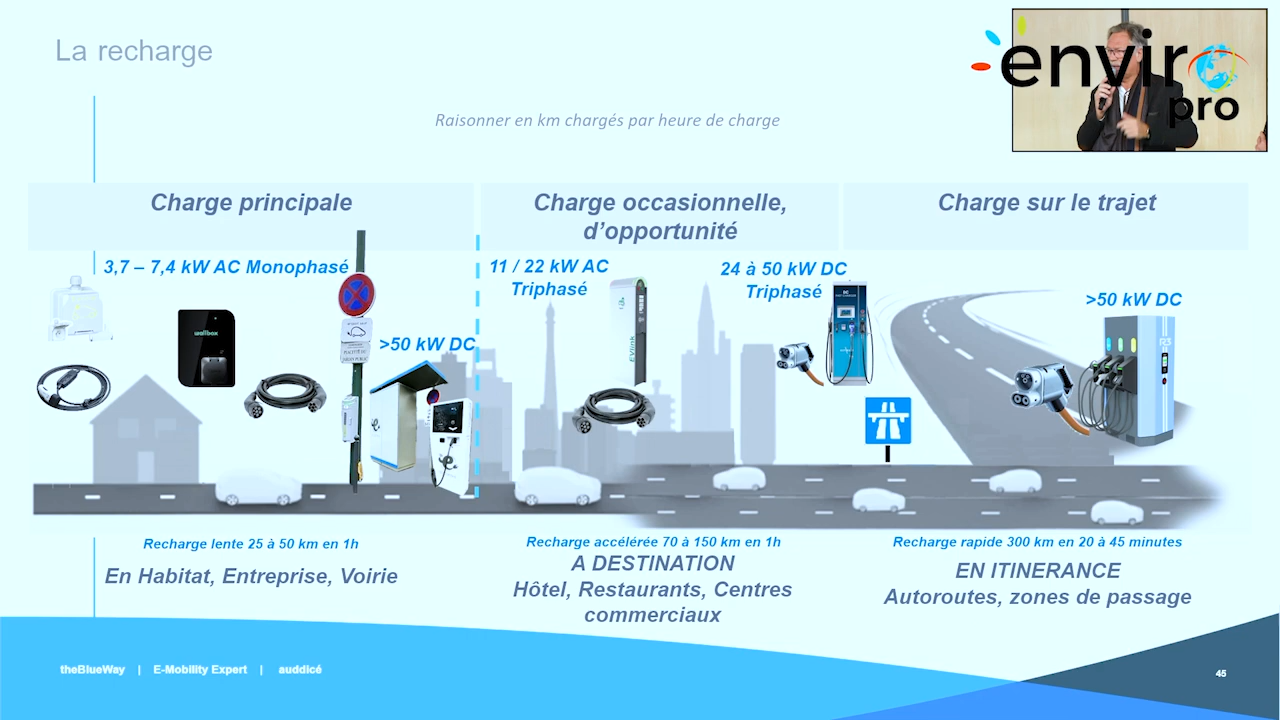 La recharge
enviro
pro
Raisonner en km chargés par heure de charge
Charge principale
Charge occasionnelle,
d'opportunité
Charge sur le trajet
3,7 – 7,4 kW AC Monophasé
11 / 22 kW AC
Triphasé
24 à 50 kW DC
Triphasé
>50 kW DC
>50 kW DC
wallbox
EVlink
R3
Recharge lente 25 à 50 km en 1h
En Habitat, Entreprise, Voirie
Recharge accélérée 70 à 150 km en 1h
A DESTINATION
Hôtel, Restaurants, Centres
commerciaux
Recharge rapide 300 km en 20 à 45 minutes
EN ITINERANCE
Autoroutes, zones de passage
theBlueWay | E-Mobility Expert | auddicé
45